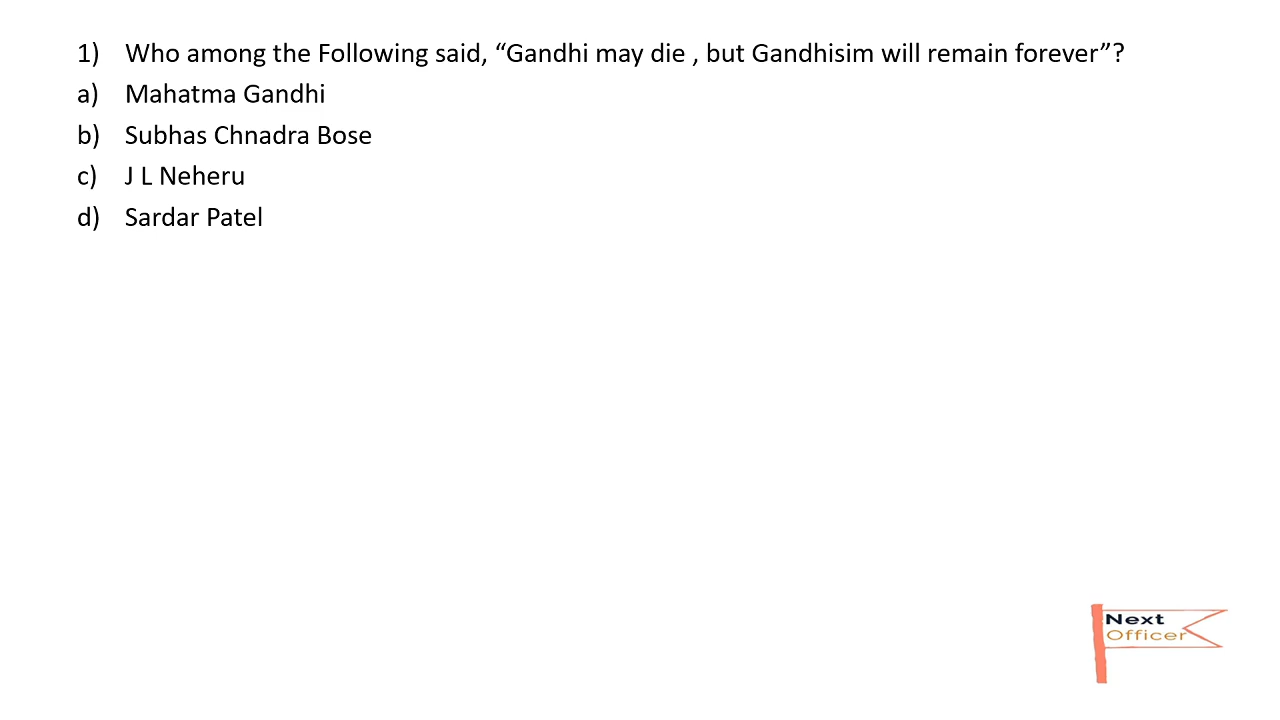 1) Who among the Following said, “Gandhi may die , but Gandhisim will remain forever”?
a) Mahatma Gandhi
b) Subhas Chnadra Bose
c) J L Neheru
d) Sardar Patel
Next
Officer